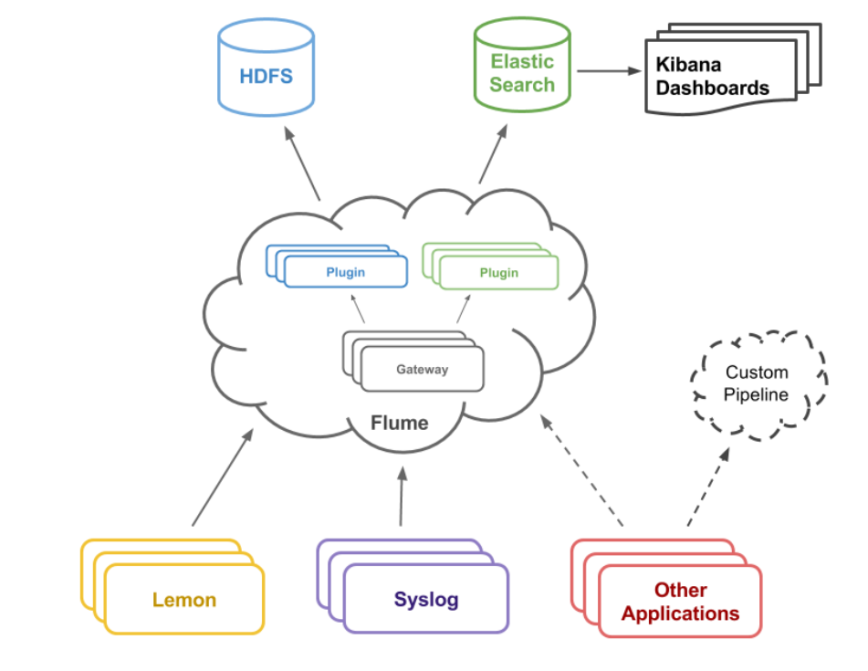 HDFS
Elastic
Search
Kibana
Dashboards
Plugin
Plugin
Gateway
Flume
Custom
Pipeline
Lemon
Syslog
Other
Applications